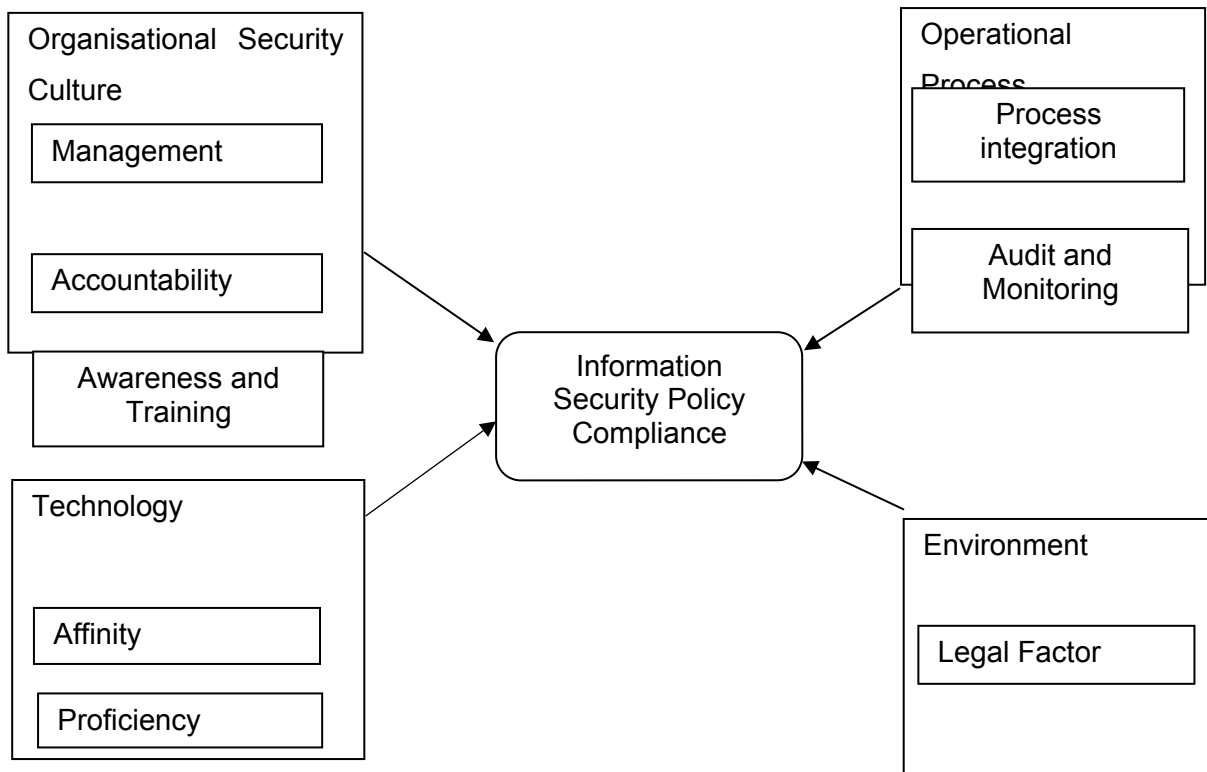 Organisational Security
Culture
Management
Accountability
Awareness and
Training
Technology
Affinity
Proficiency
Information
Security Policy
Compliance
Operational
Process
Process
integration
Audit and
Monitoring
Environment
Legal Factor